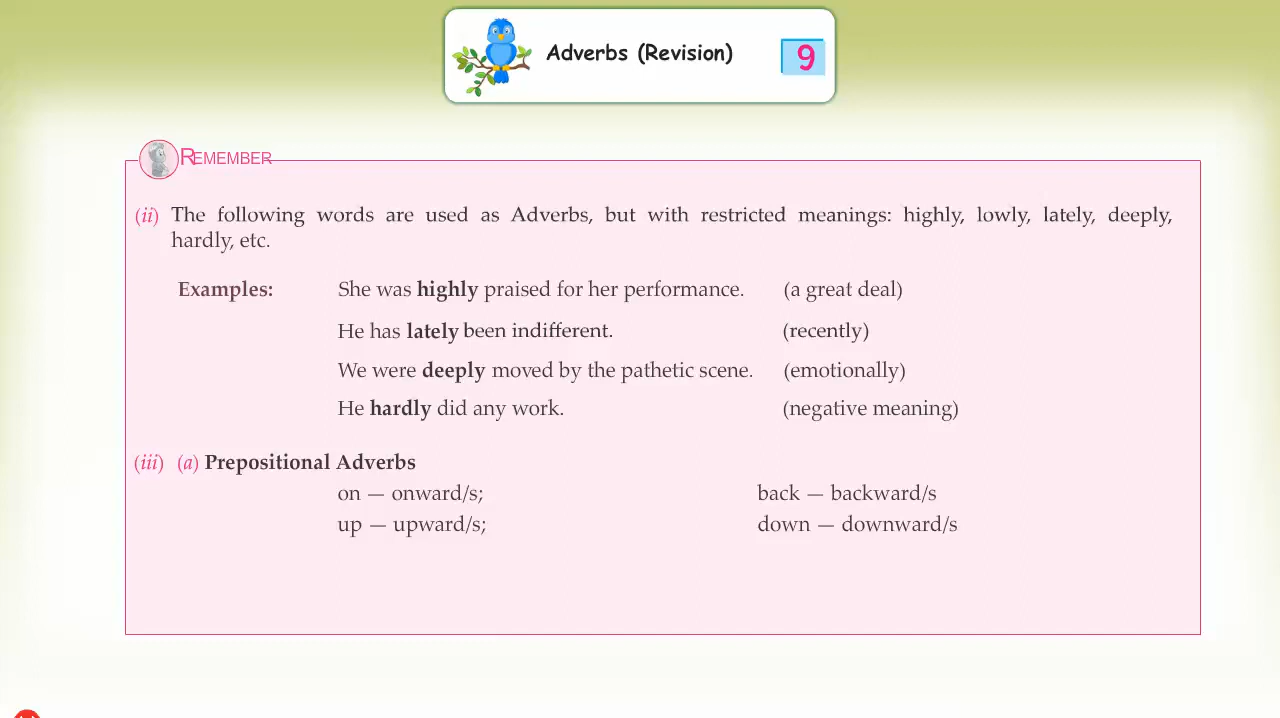 Adverbs (Revision) 9
REMEMBER
(ii) The following words are used as Adverbs, but with restricted meanings: highly, lowly, lately, deeply,
hardly, etc.
Examples: She was highly praised for her performance. (a great deal)
He has lately been indifferent. (recently)
We were deeply moved by the pathetic scene. (emotionally)
He hardly did any work. (negative meaning)
(iii) (a) Prepositional Adverbs
on — onward/s; back — backward/s
up — upward/s; down — downward/s